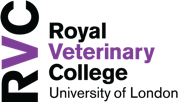 RVC
Royal
Veterinary
College
University of London